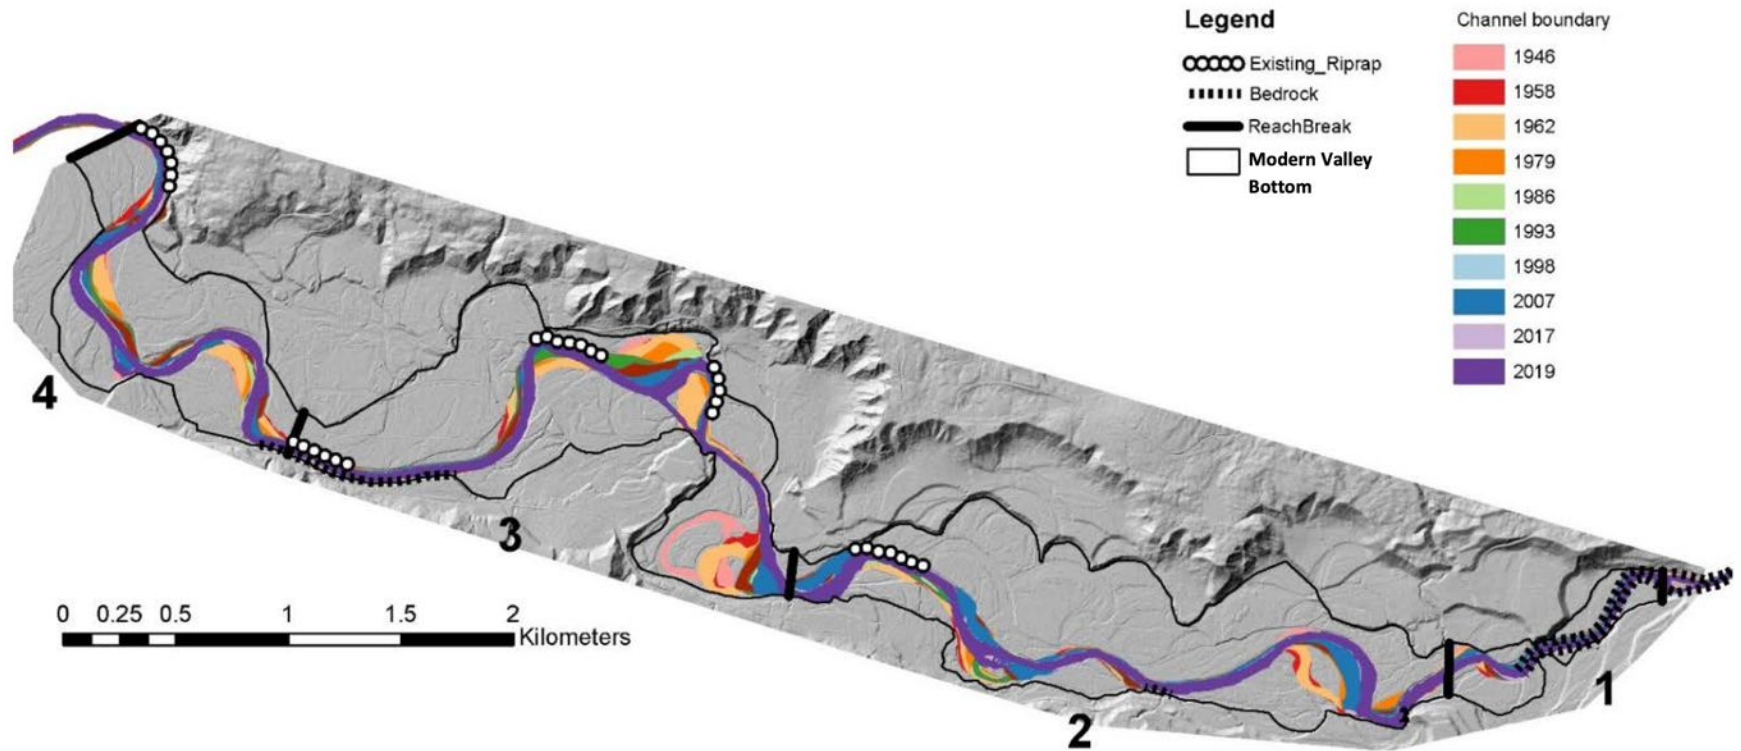 Legend
Existing_Riprap
Bedrock
ReachBreak
Modern Valley
Bottom
Channel boundary
1946
1958
1962
1979
1986
1993
1998
2007
2017
2019
4
3
2
1
0 0.25 0.5 1 1.5 2
Kilometers